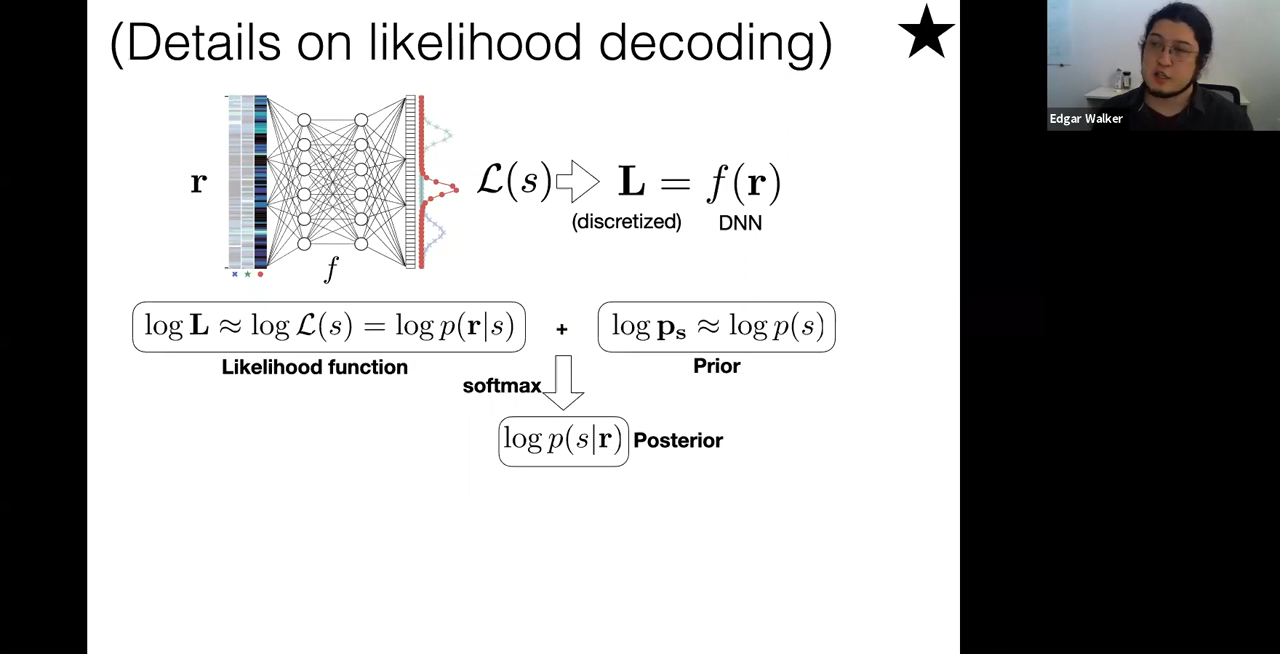 (Details on likelihood decoding)
Edgar Walker
r
ℒ(s)
L = f(r)
(discretized)
DNN
f
log L ≈ log ℒ(s) = log p(r|s)
+
log pₛ ≈ log p(s)
Likelihood function
Prior
softmax
log p(s|r)
Posterior